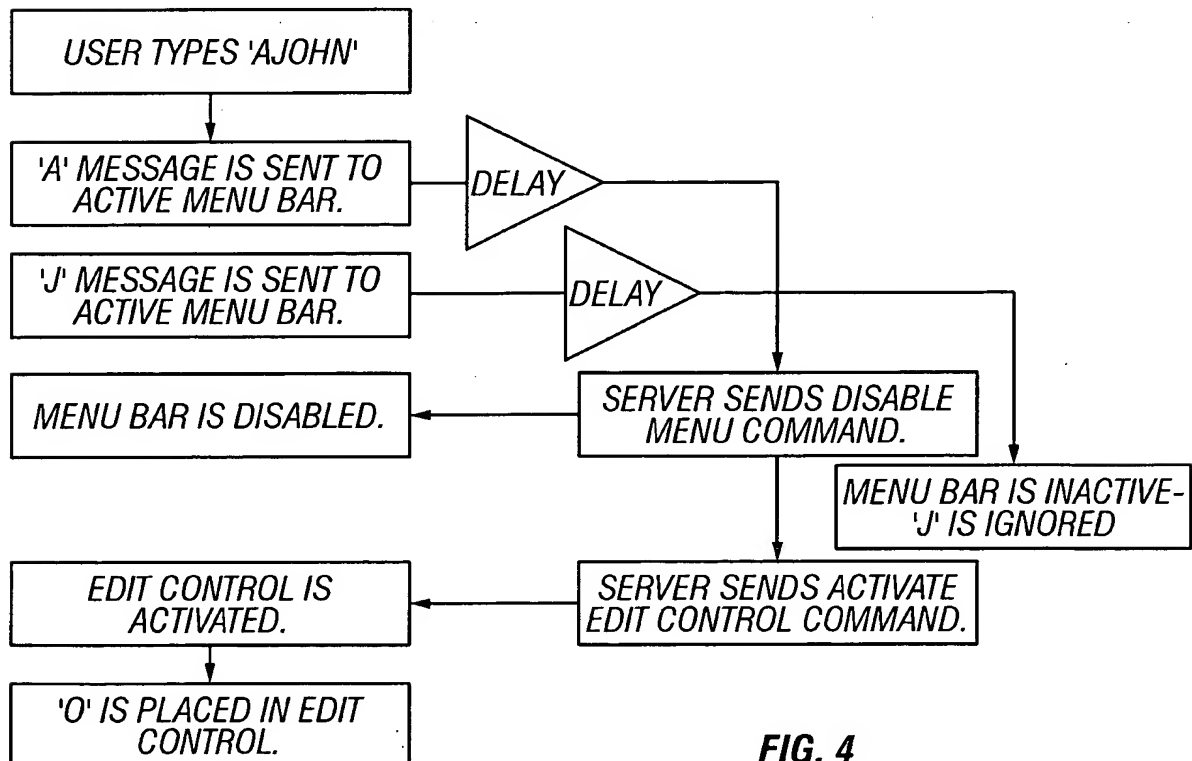 USER TYPES 'AJOHN'
'A' MESSAGE IS SENT TO
ACTIVE MENU BAR.
DELAY
'J' MESSAGE IS SENT TO
ACTIVE MENU BAR.
DELAY
MENU BAR IS DISABLED.
SERVER SENDS DISABLE
MENU COMMAND.
MENU BAR IS INACTIVE-
'J' IS IGNORED
EDIT CONTROL IS
ACTIVATED.
SERVER SENDS ACTIVATE
EDIT CONTROL COMMAND.
'O' IS PLACED IN EDIT
CONTROL.
FIG. 4